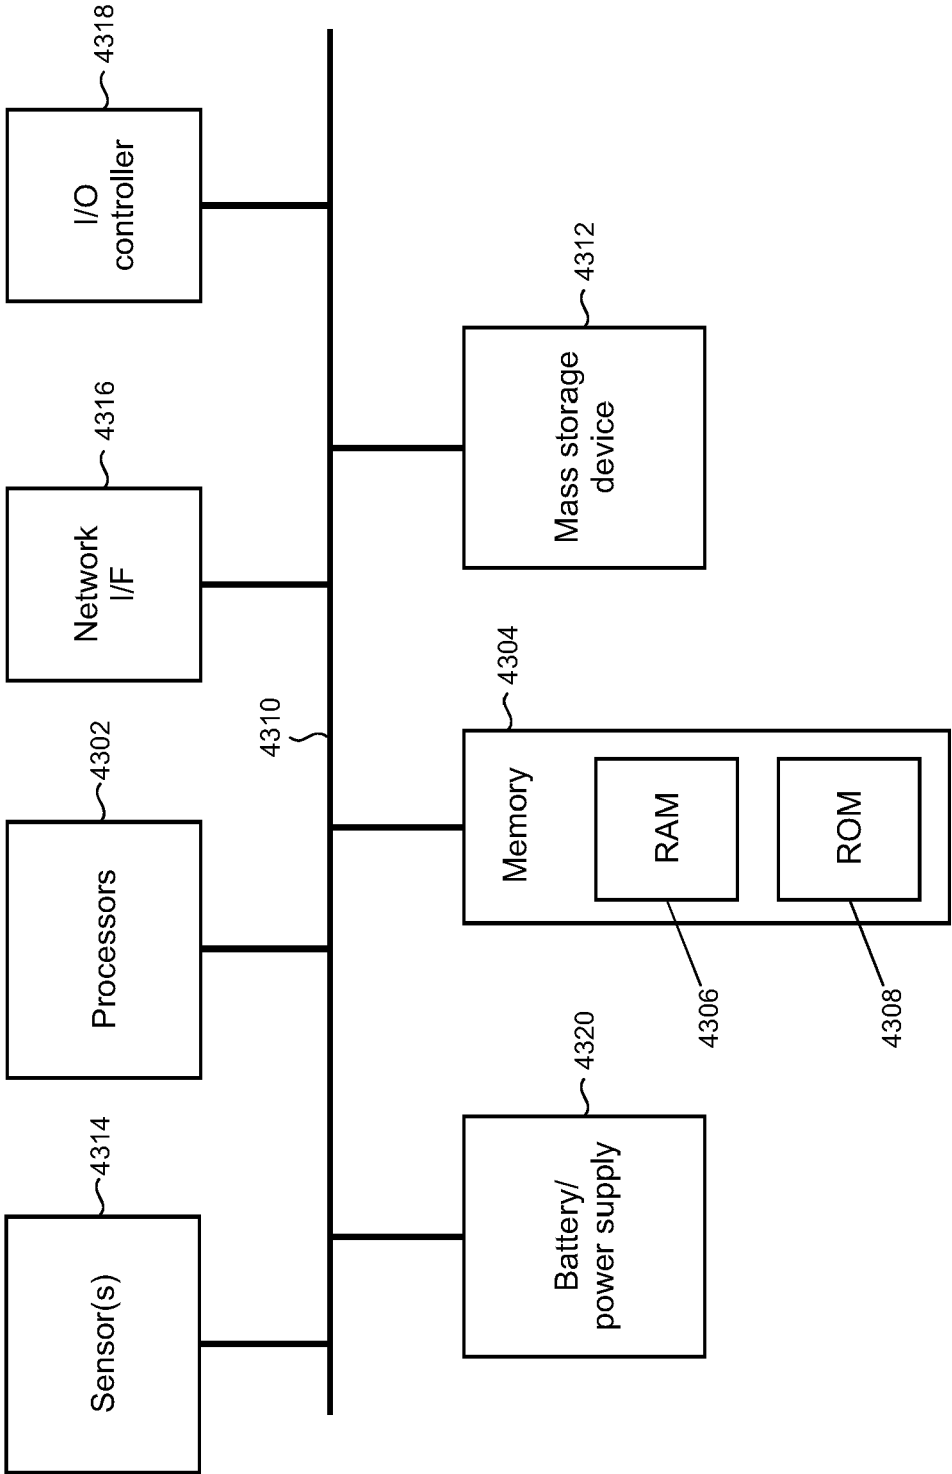 Sensor(s)
4314
Processors
4302
Network
I/F
4316
I/O
controller
4318
4310
Battery/
power supply
4320
Memory
4304
RAM
4306
ROM
4308
Mass storage
device
4312